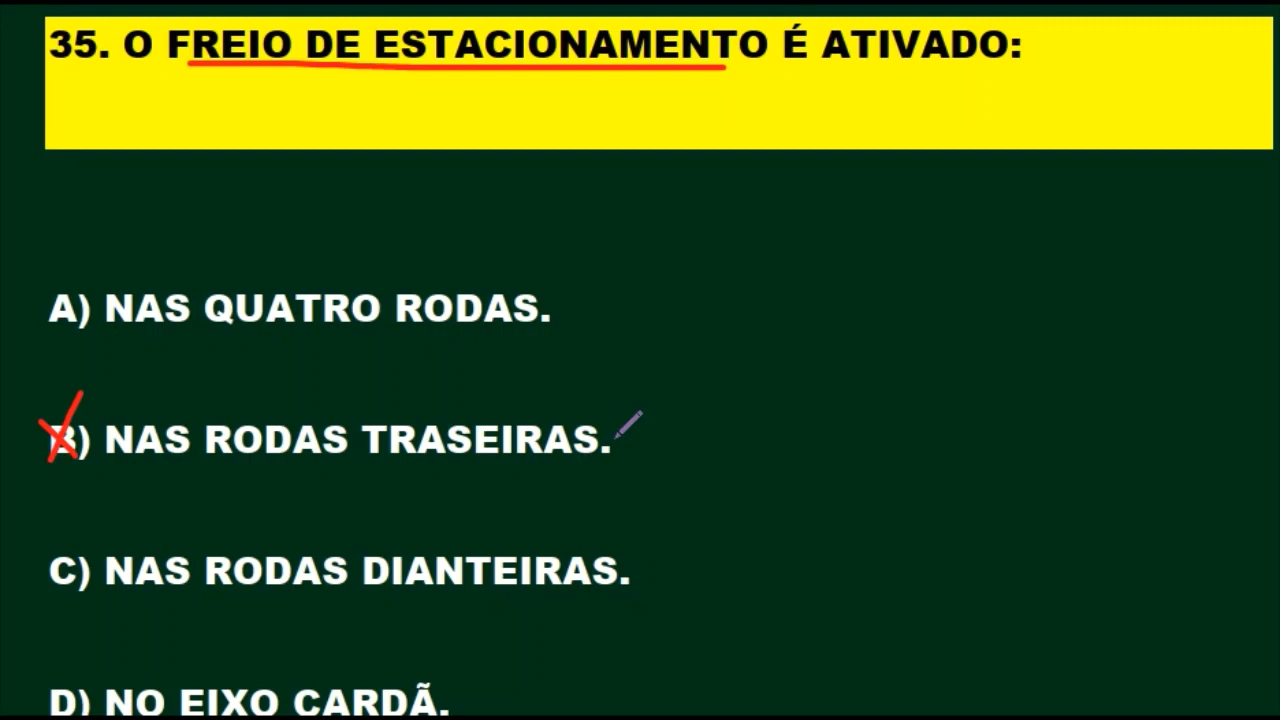 35. O FREIO DE ESTACIONAMENTO É ATIVADO:
A) NAS QUATRO RODAS.
B) NAS RODAS TRASEIRAS.
C) NAS RODAS DIANTEIRAS.
D) NO EIXO CARDÃ.